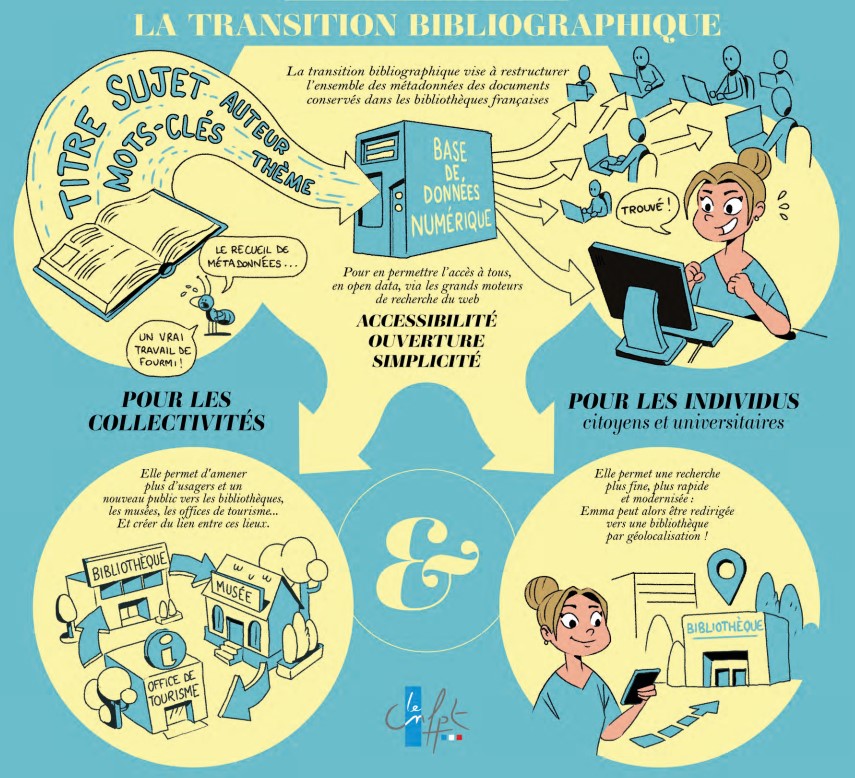 LA TRANSITION BIBLIOGRAPHIQUE
La transition bibliographique vise à restructurer
l'ensemble des métadonnées des documents
conservés dans les bibliothèques françaises
TITRE SUJET AUTEUR
MOTS-CLÉS THÈME
BASE
DE
DONNÉES
NUMÉRIQUE
TROUVÉ !
LE RECUEIL DE
MÉTADONNÉES...
UN VRAI
TRAVAIL DE
FOURMI !
Pour en permettre l'accès à tous,
en open data, via les grands moteurs
de recherche du web
ACCESSIBILITÉ
OUVERTURE
SIMPLICITÉ
POUR LES
COLLECTIVITÉS
Elle permet d'amener
plus d'usagers et un
nouveau public vers les bibliothèques,
les musées, les offices de tourisme...
Et créer du lien entre ces lieux.
BIBLIOTHÈQUE
MUSÉE
i
OFFICE DE
TOURISME
&
POUR LES INDIVIDUS
citoyens et universitaires
Elle permet une recherche
plus fine, plus rapide
et modernisée :
Emma peut alors être redirigée
vers une bibliothèque
par géolocalisation !
BIBLIOTHÈQUE
le
cnfpt